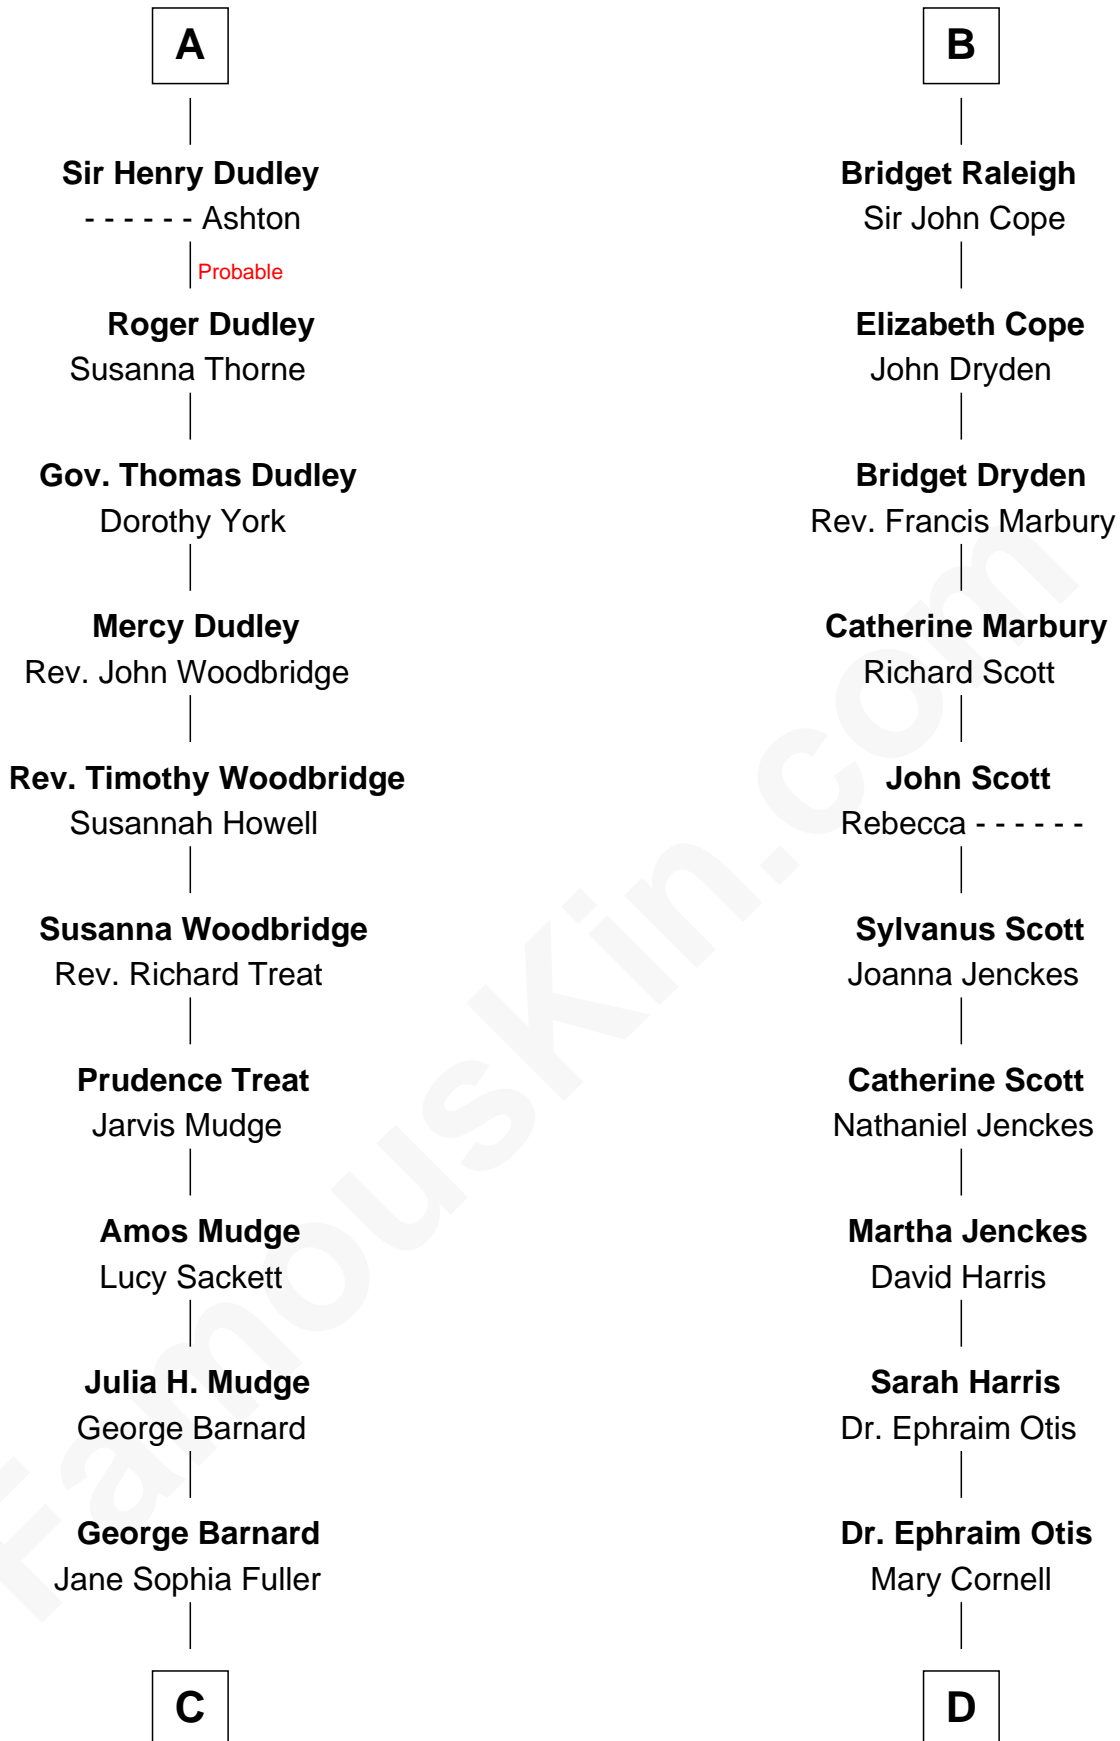 A
Sir Henry Dudley
- - - - - - Ashton
Probable
Roger Dudley
Susanna Thorne
Gov. Thomas Dudley
Dorothy York
Mercy Dudley
Rev. John Woodbridge
Rev. Timothy Woodbridge
Susannah Howell
Susanna Woodbridge
Rev. Richard Treat
Prudence Treat
Jarvis Mudge
Amos Mudge
Lucy Sackett
Julia H. Mudge
George Barnard
George Barnard
Jane Sophia Fuller
C
B
Bridget Raleigh
Sir John Cope
Elizabeth Cope
John Dryden
Bridget Dryden
Rev. Francis Marbury
Catherine Marbury
Richard Scott
John Scott
Rebecca - - - - - -
Sylvanus Scott
Joanna Jenckes
Catherine Scott
Nathaniel Jenckes
Martha Jenckes
David Harris
Sarah Harris
Dr. Ephraim Otis
Dr. Ephraim Otis
Mary Cornell
D
FamousKin.com